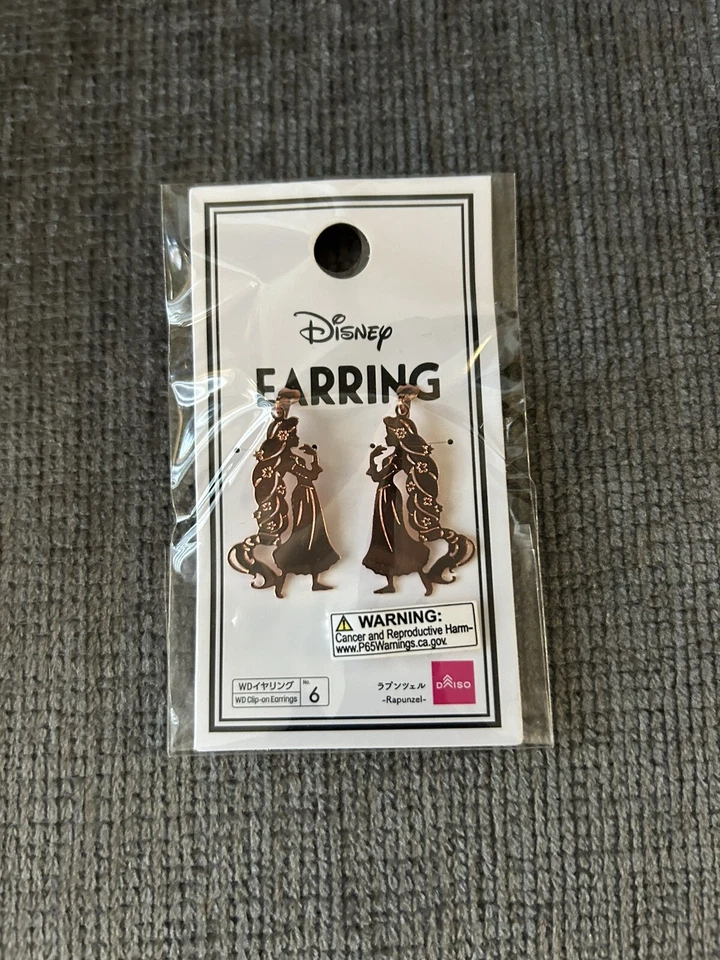 Disney
EARRING
WARNING:
Cancer and Reproductive Harm-
www.P65Warnings.ca.gov.
WDイヤリング
WD Clip-on Earrings
No.
6
ラプンツェル
-Rapunzel-
DAISO